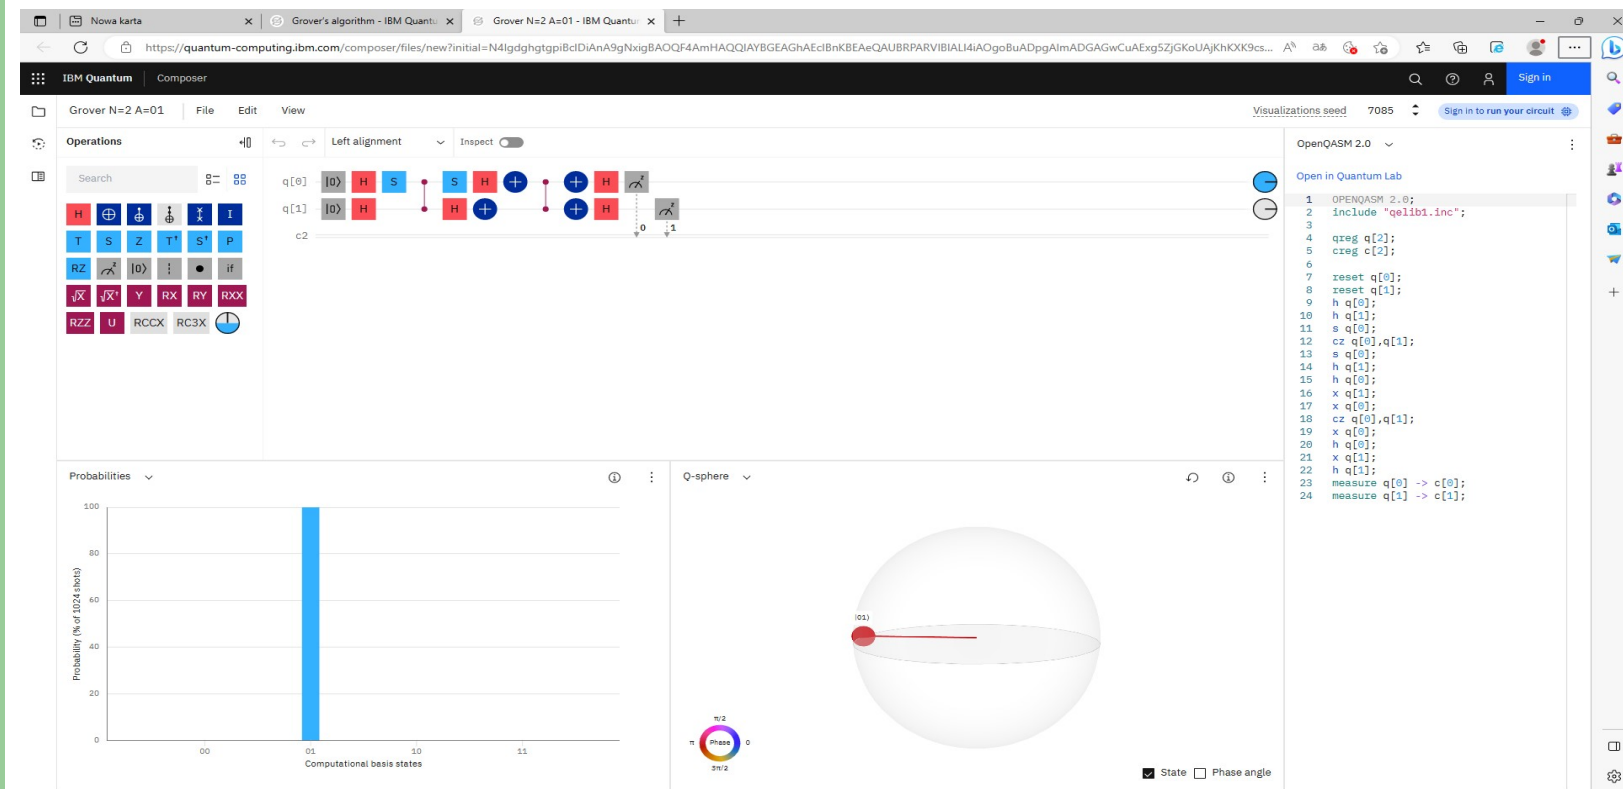 Nowa karta
Grover's algorithm - IBM Quantu
Grover N=2 A=01 - IBM Quantu
https://quantum-computing.ibm.com/composer/files/new?initial=
IBM Quantum Composer
Sign in
Grover N=2 A=01 File Edit View
Visualizations seed 7085 Sign in to run your circuit
Operations
Left alignment Inspect
OpenQASM 2.0
Search
Open in Quantum Lab
q[0] |0⟩ H S S H + + H z
q[1] |0⟩ H H + + H z
c2 0 1
H I
T S Z T† S† P
RZ z |0⟩ if
√X √X† Y RX RY RXX
RZZ U RCCX RC3X
1 OPENQASM 2.0;
2 include "qelib1.inc";
3
4 qreg q[2];
5 creg c[2];
6
7 reset q[0];
8 reset q[1];
9 h q[0];
10 h q[1];
11 s q[0];
12 cz q[0],q[1];
13 s q[0];
14 h q[1];
15 h q[0];
16 x q[1];
17 x q[0];
18 cz q[0],q[1];
19 x q[0];
20 h q[0];
21 x q[1];
22 h q[1];
23 measure q[0] -> c[0];
24 measure q[1] -> c[1];
Probabilities
Q-sphere
100
80
60
40
20
0
Probability (% of 1024 shots)
00 01 10 11
Computational basis states
|01⟩
π/2
π Phase 0
3π/2
State Phase angle